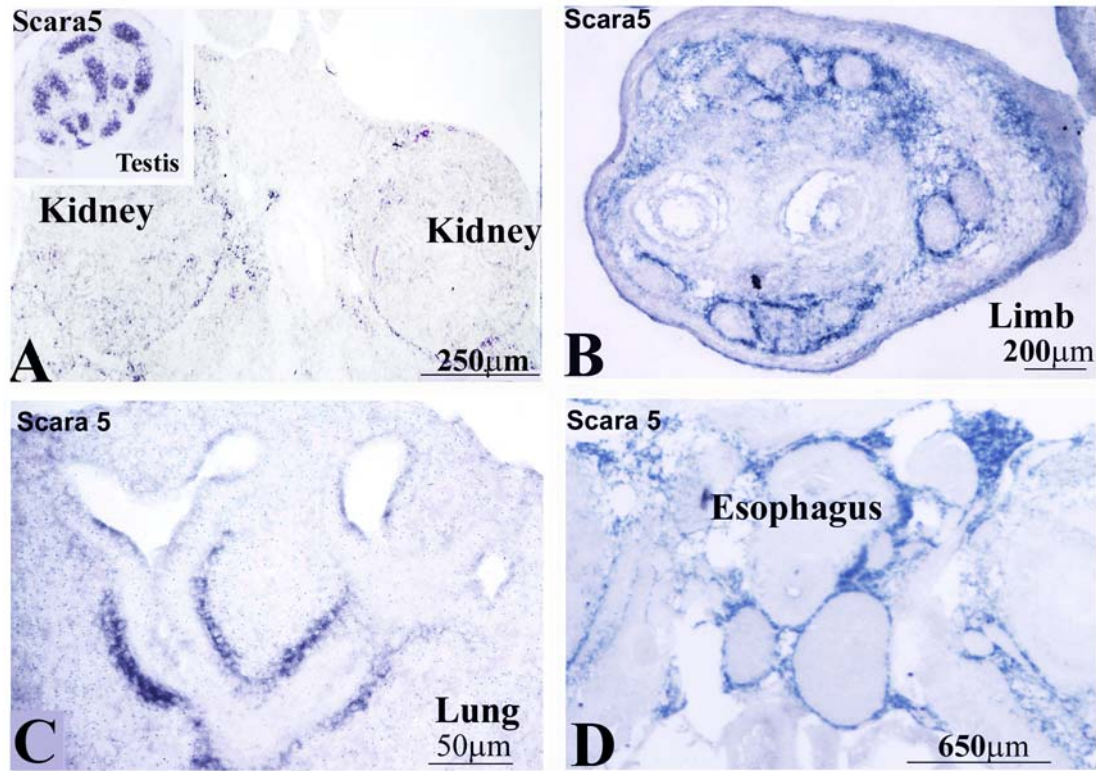 Scara5
Testis
Kidney
Kidney
A
250μm
Scara5
B
Limb
200μm
Scara 5
C
Lung
50μm
Scara 5
Esophagus
D
650μm